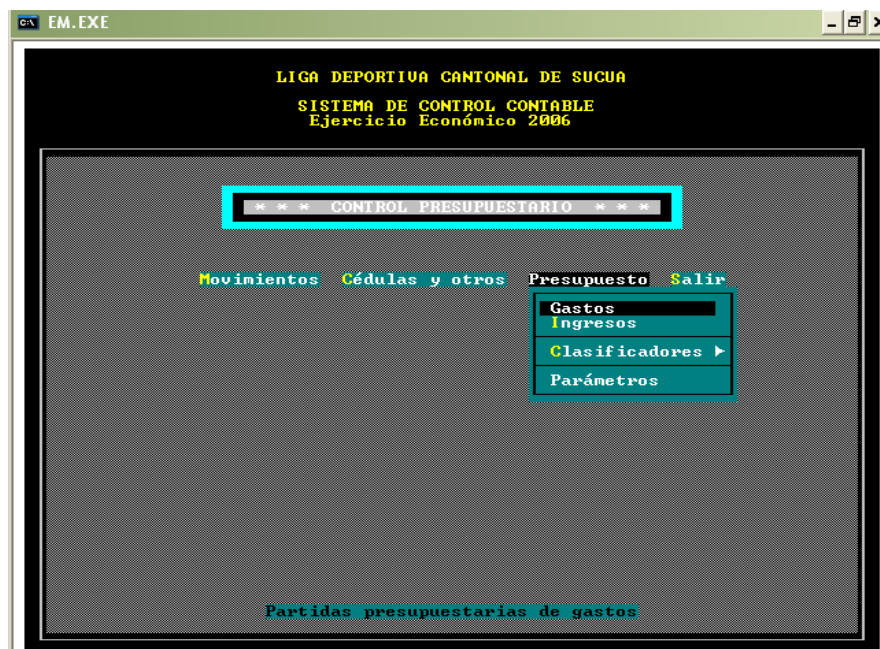 EM.EXE
LIGA DEPORTIVA CANTONAL DE SUCUA
SISTEMA DE CONTROL CONTABLE
Ejercicio Económico 2006
* * * CONTROL PRESUPUESTARIO * * *
Movimientos Cédulas y otros Presupuesto Salir
Gastos
Ingresos
Clasificadores ►
Parámetros
Partidas presupuestarias de gastos